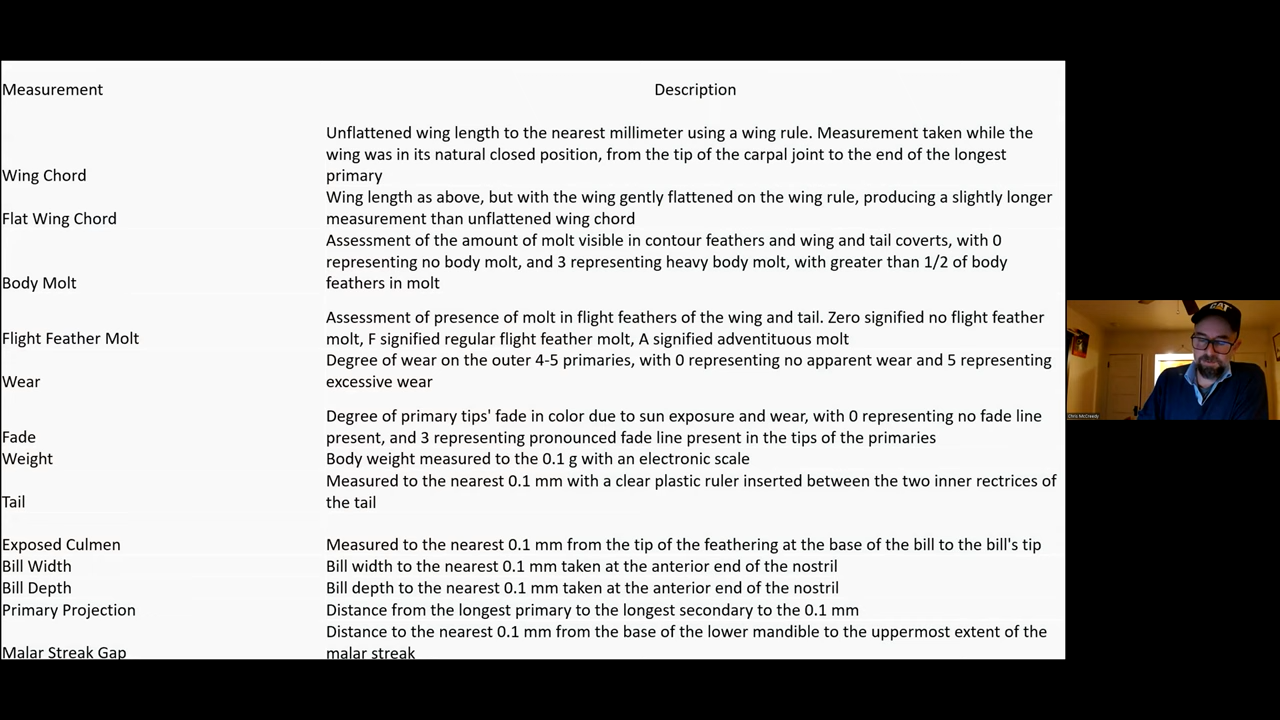 Measurement Description
Unflattened wing length to the nearest millimeter using a wing rule. Measurement taken while the
wing was in its natural closed position, from the tip of the carpal joint to the end of the longest
Wing Chord primary
Wing length as above, but with the wing gently flattened on the wing rule, producing a slightly longer
Flat Wing Chord measurement than unflattened wing chord
Assessment of the amount of molt visible in contour feathers and wing and tail coverts, with 0
representing no body molt, and 3 representing heavy body molt, with greater than 1/2 of body
Body Molt feathers in molt
Assessment of presence of molt in flight feathers of the wing and tail. Zero signified no flight feather
Flight Feather Molt molt, F signified regular flight feather molt, A signified adventituous molt
Degree of wear on the outer 4-5 primaries, with 0 representing no apparent wear and 5 representing
Wear excessive wear
Degree of primary tips' fade in color due to sun exposure and wear, with 0 representing no fade line
Fade present, and 3 representing pronounced fade line present in the tips of the primaries
Weight Body weight measured to the 0.1 g with an electronic scale
Measured to the nearest 0.1 mm with a clear plastic ruler inserted between the two inner rectrices of
Tail the tail
Exposed Culmen Measured to the nearest 0.1 mm from the tip of the feathering at the base of the bill to the bill's tip
Bill Width Bill width to the nearest 0.1 mm taken at the anterior end of the nostril
Bill Depth Bill depth to the nearest 0.1 mm taken at the anterior end of the nostril
Primary Projection Distance from the longest primary to the longest secondary to the 0.1 mm
Distance to the nearest 0.1 mm from the base of the lower mandible to the uppermost extent of the
Malar Streak Gap malar streak
CAT
Chris McCreedy